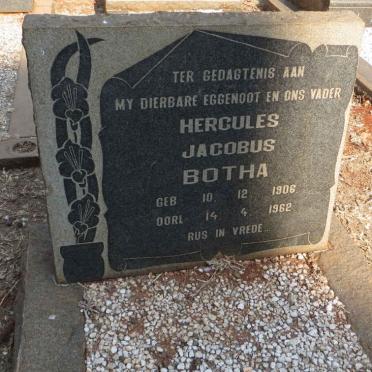 TER GEDAGTENIS AAN
MY DIERBARE EGGENOOT EN ONS VADER
HERCULES
JACOBUS
BOTHA
GEB 10. 12. 1906
OORL 14. 4. 1962
RUS IN VREDE